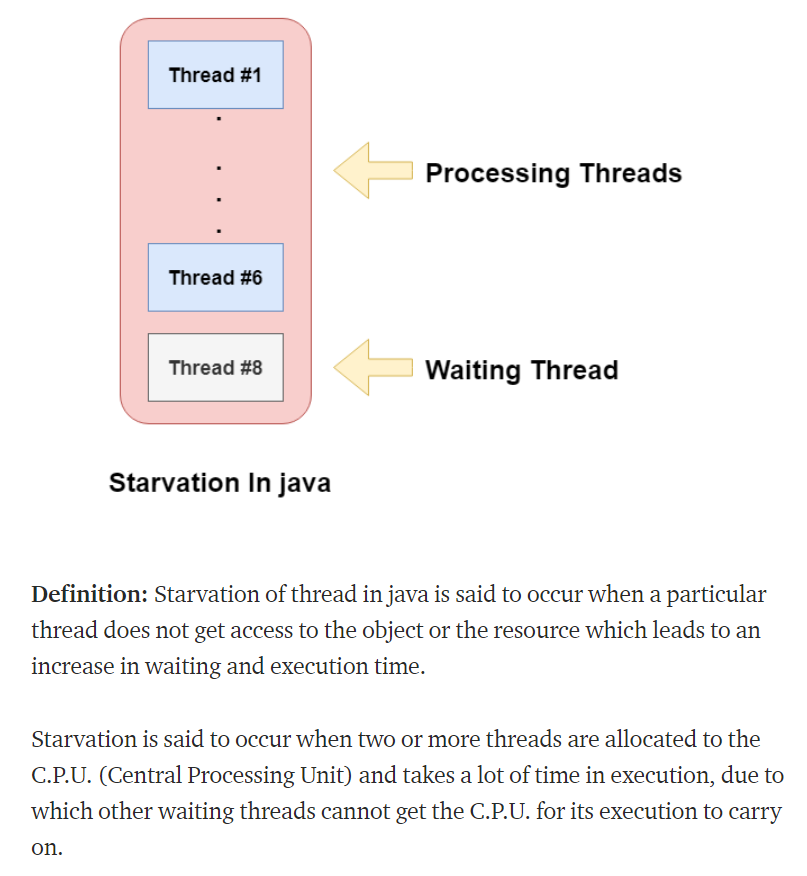 Thread #1
Processing Threads
Thread #6
Thread #8
Waiting Thread
Starvation In java
Definition: Starvation of thread in java is said to occur when a particular
thread does not get access to the object or the resource which leads to an
increase in waiting and execution time.
Starvation is said to occur when two or more threads are allocated to the
C.P.U. (Central Processing Unit) and takes a lot of time in execution, due to
which other waiting threads cannot get the C.P.U. for its execution to carry
on.